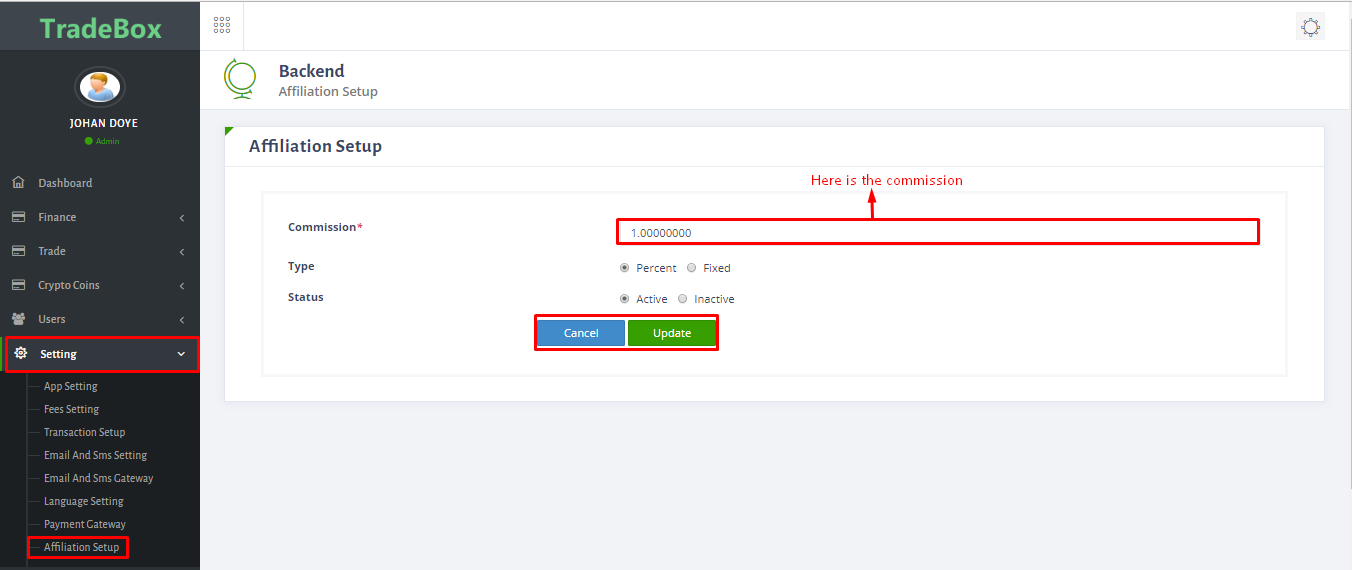 TradeBox
JOHAN DOYE
Admin
Dashboard
Finance
Trade
Crypto Coins
Users
Setting
App Setting
Fees Setting
Transaction Setup
Email And Sms Setting
Email And Sms Gateway
Language Setting
Payment Gateway
Affiliation Setup
Backend
Affiliation Setup
Affiliation Setup
Here is the commission
Commission*
1.00000000
Type
Percent Fixed
Status
Active Inactive
Cancel Update